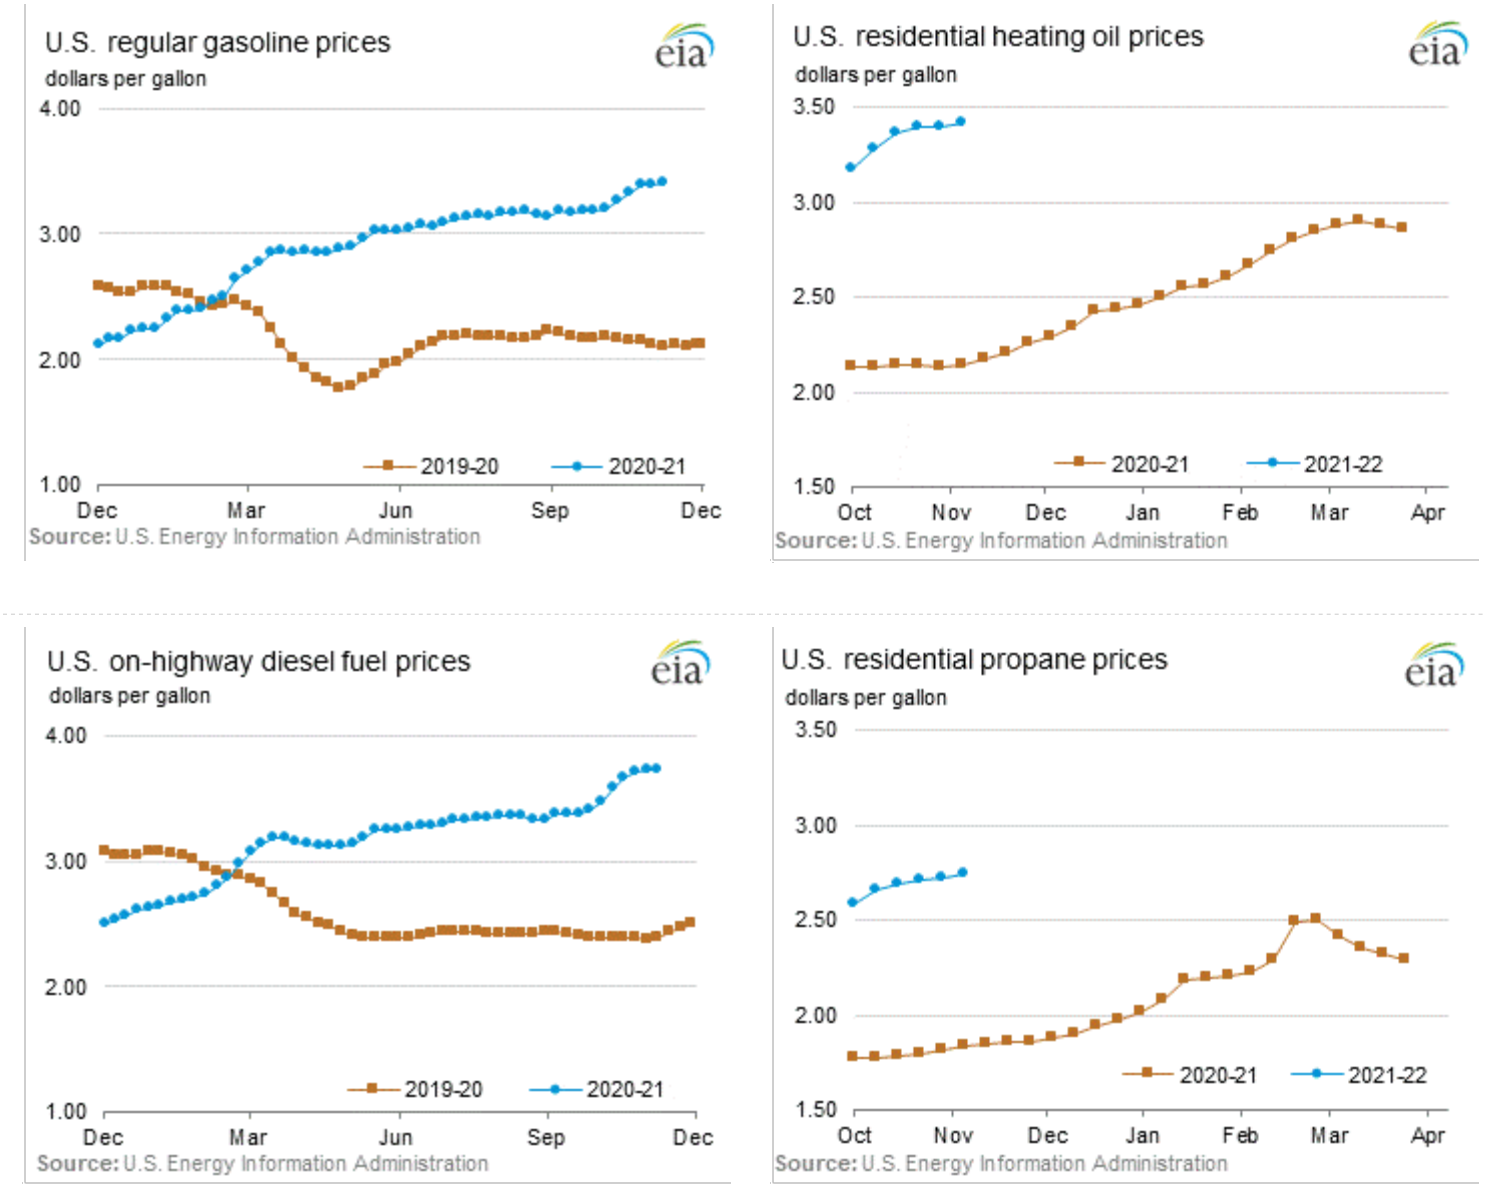 U.S. regular gasoline prices
dollars per gallon
eia
4.00
3.00
2.00
1.00
2019-20
2020-21
Dec
Mar
Jun
Sep
Dec
Source: U.S. Energy Information Administration
U.S. residential heating oil prices
dollars per gallon
eia
3.50
3.00
2.50
2.00
1.50
2020-21
2021-22
Oct
Nov
Dec
Jan
Feb
Mar
Apr
Source: U.S. Energy Information Administration
U.S. on-highway diesel fuel prices
dollars per gallon
eia
4.00
3.00
2.00
1.00
2019-20
2020-21
Dec
Mar
Jun
Sep
Dec
Source: U.S. Energy Information Administration
U.S. residential propane prices
dollars per gallon
eia
3.50
3.00
2.50
2.00
1.50
2020-21
2021-22
Oct
Nov
Dec
Jan
Feb
Mar
Apr
Source: U.S. Energy Information Administration